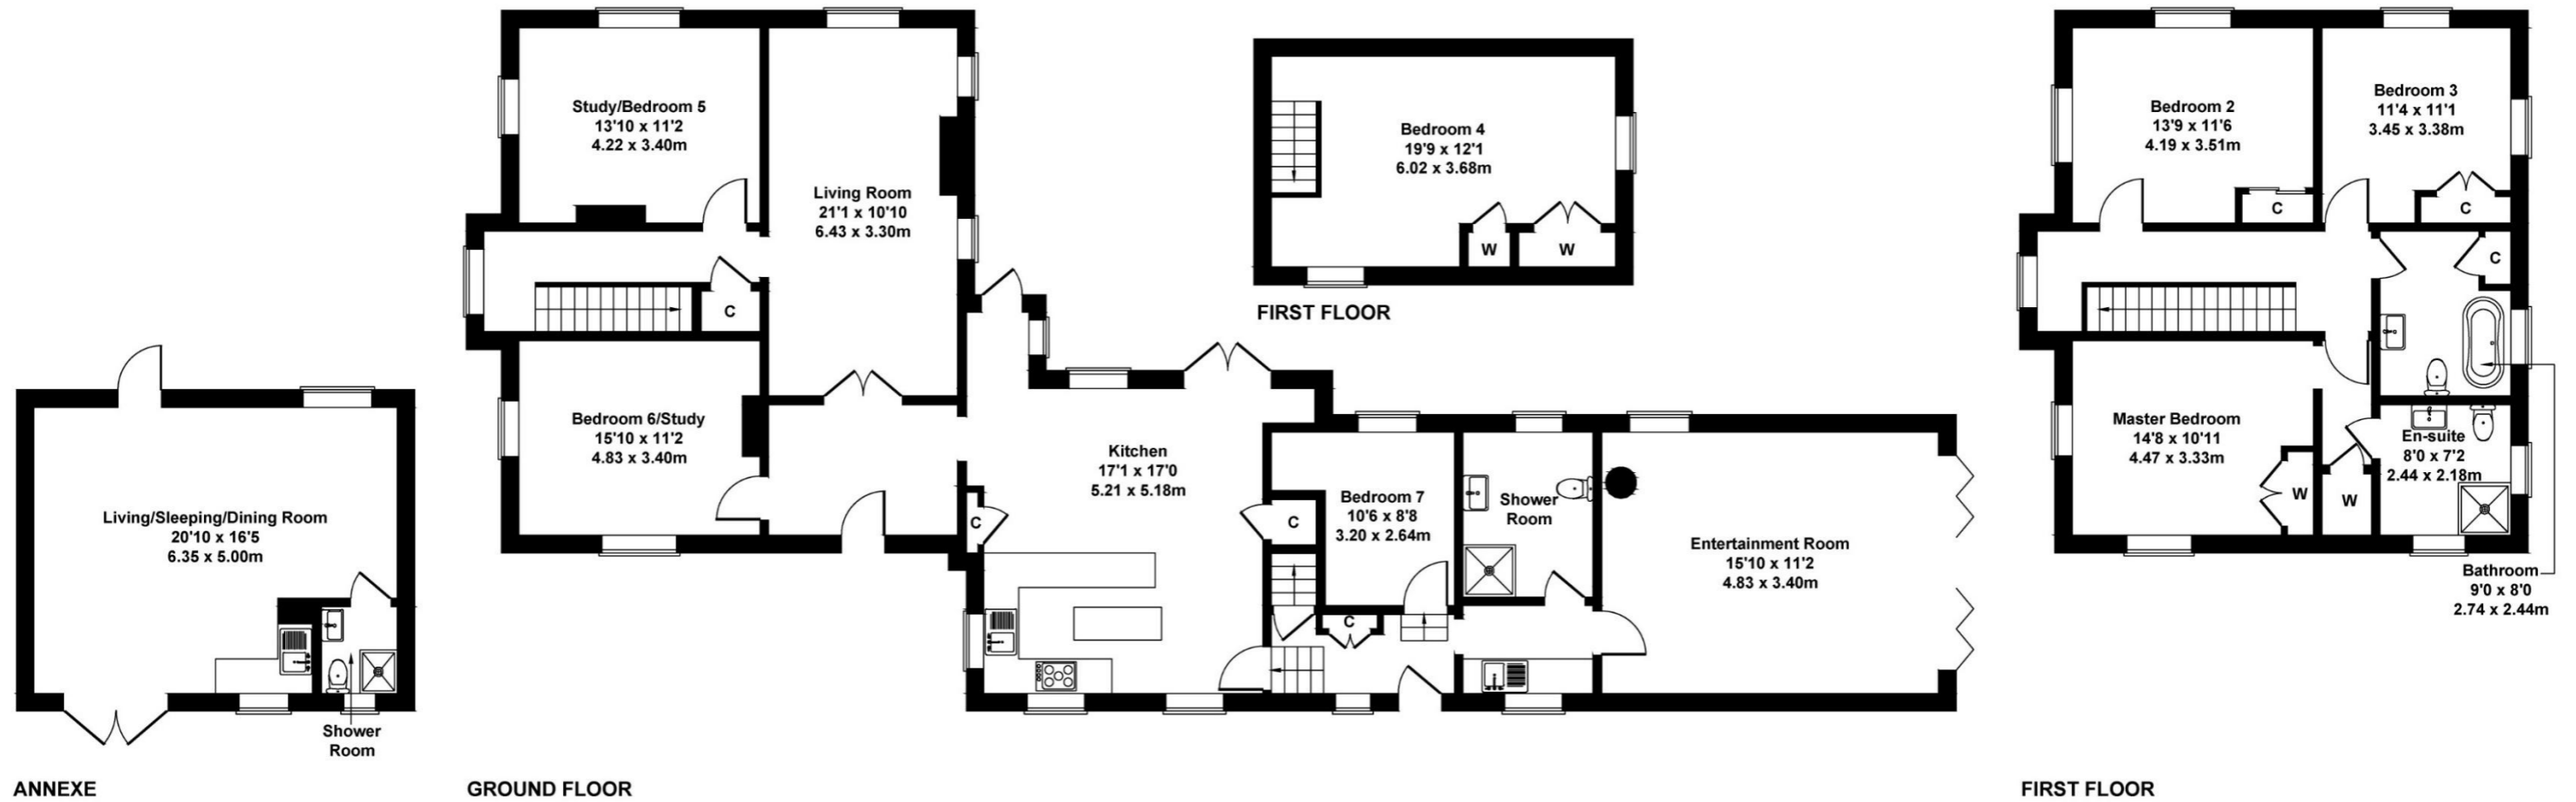 Living/Sleeping/Dining Room
20'10 x 16'5
6.35 x 5.00m
Shower
Room
ANNEXE
Study/Bedroom 5
13'10 x 11'2
4.22 x 3.40m
Living Room
21'1 x 10'10
6.43 x 3.30m
C
Bedroom 6/Study
15'10 x 11'2
4.83 x 3.40m
Kitchen
17'1 x 17'0
5.21 x 5.18m
C
C
Bedroom 7
10'6 x 8'8
3.20 x 2.64m
C
Shower
Room
Entertainment Room
15'10 x 11'2
4.83 x 3.40m
GROUND FLOOR
Bedroom 4
19'9 x 12'1
6.02 x 3.68m
W
W
FIRST FLOOR
Bedroom 2
13'9 x 11'6
4.19 x 3.51m
C
Bedroom 3
11'4 x 11'1
3.45 x 3.38m
C
C
Master Bedroom
14'8 x 10'11
4.47 x 3.33m
W
W
En-suite
8'0 x 7'2
2.44 x 2.18m
Bathroom
9'0 x 8'0
2.74 x 2.44m
FIRST FLOOR